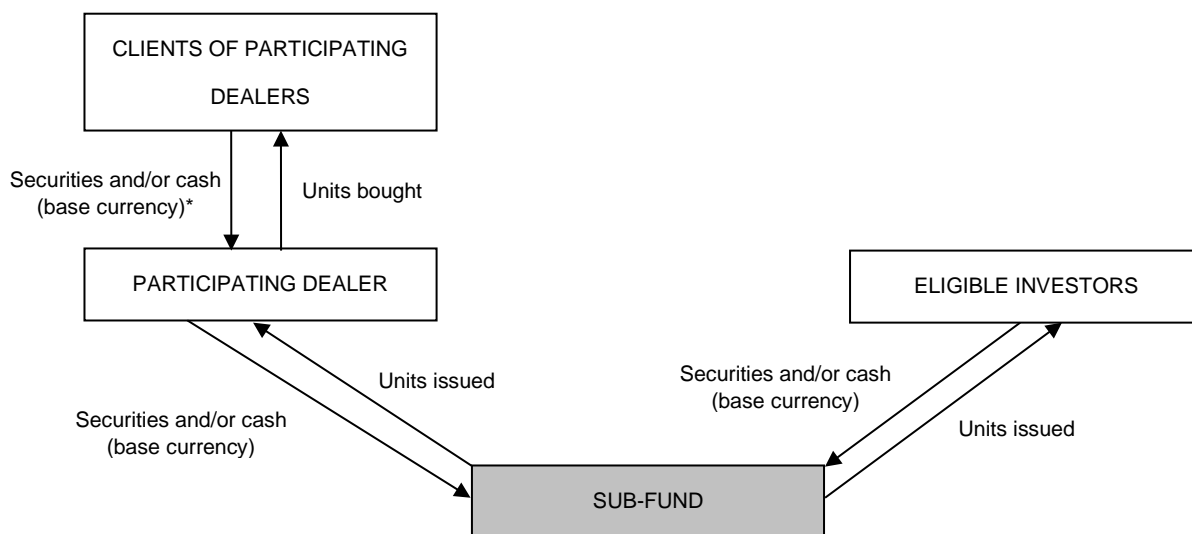 CLIENTS OF PARTICIPATING
DEALERS
Securities and/or cash
(base currency)*
Units bought
PARTICIPATING DEALER
ELIGIBLE INVESTORS
Units issued
Securities and/or cash
(base currency)
Securities and/or cash
(base currency)
Units issued
SUB-FUND